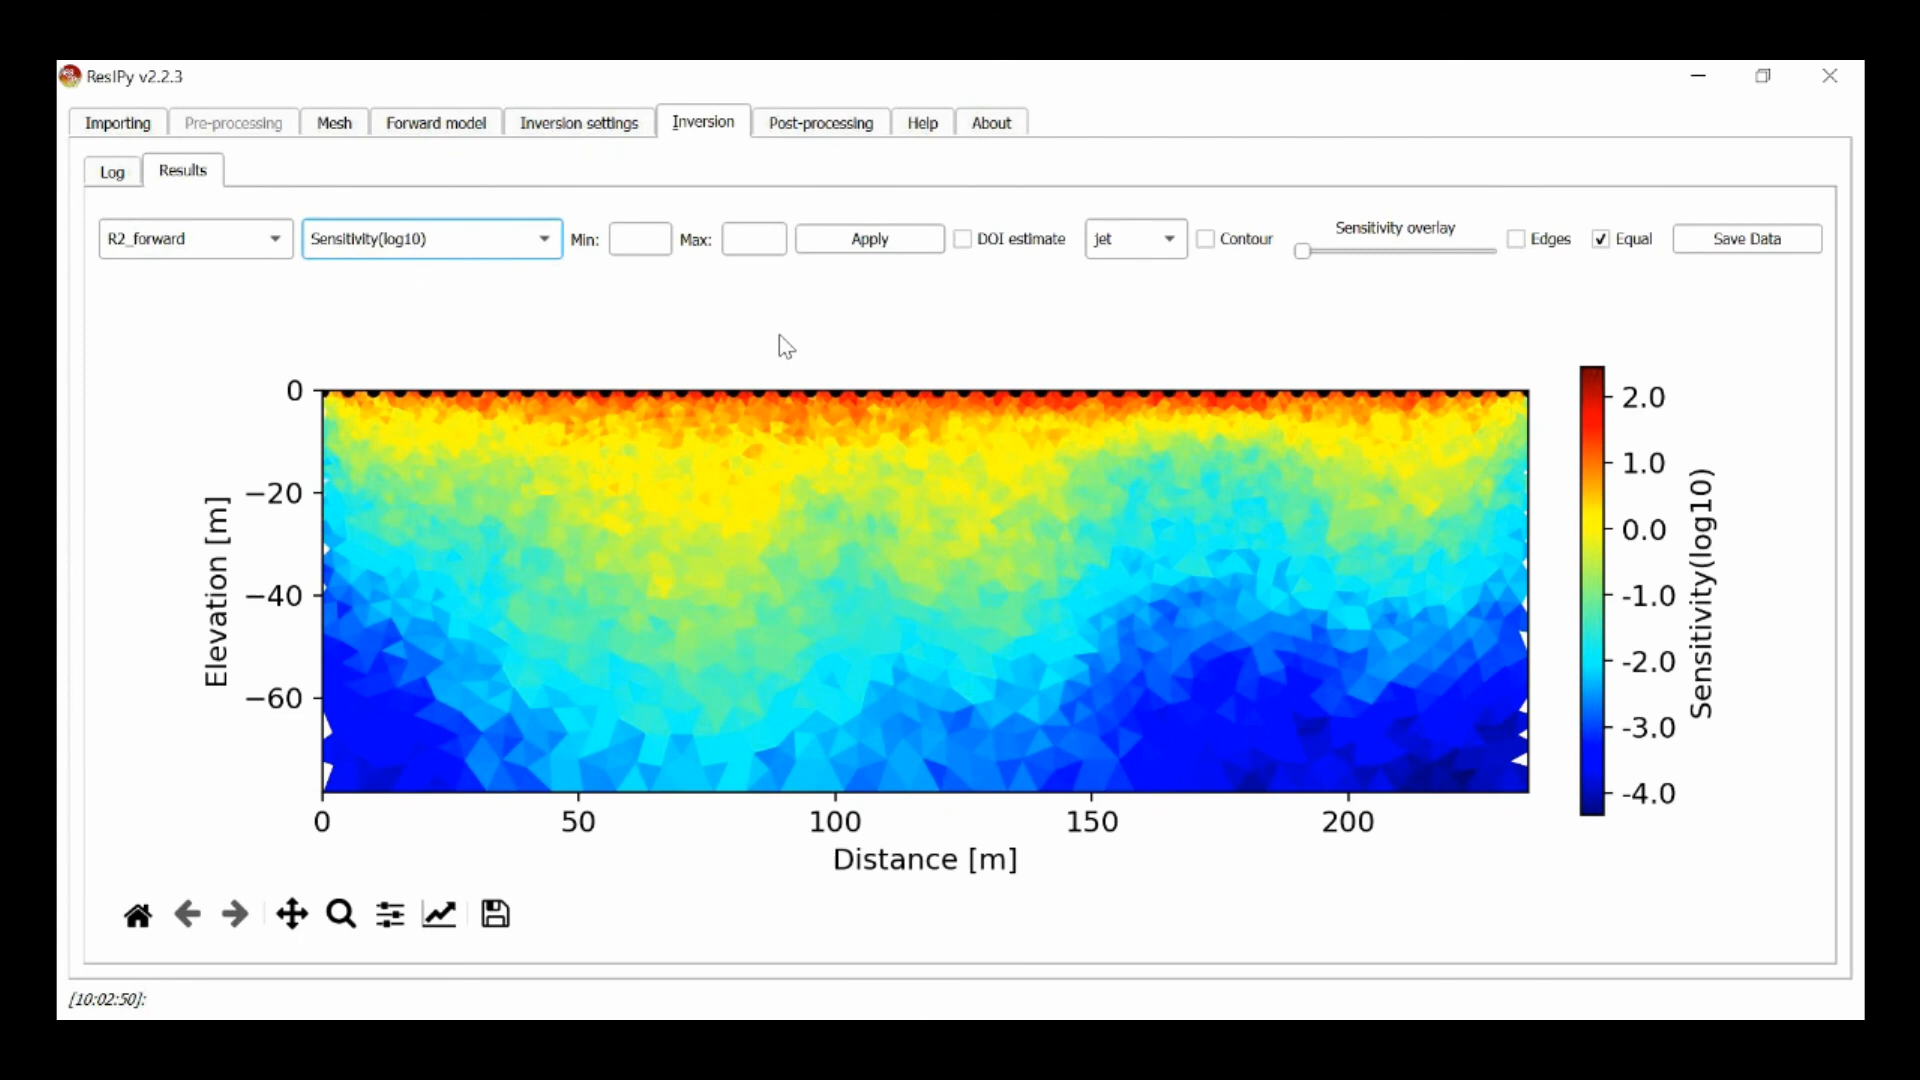 ResIPy v2.2.3
Importing Pre-processing Mesh Forward model Inversion settings Inversion Post-processing Help About
Log Results
R2_forward Sensitivity(log10) Min: Max: Apply DOI estimate jet Contour Sensitivity overlay Edges Equal Save Data
0
−20
−40
−60
Elevation [m]
0 50 100 150 200
Distance [m]
2.0
1.0
0.0
-1.0
-2.0
-3.0
-4.0
Sensitivity(log10)
[10:02:50]: